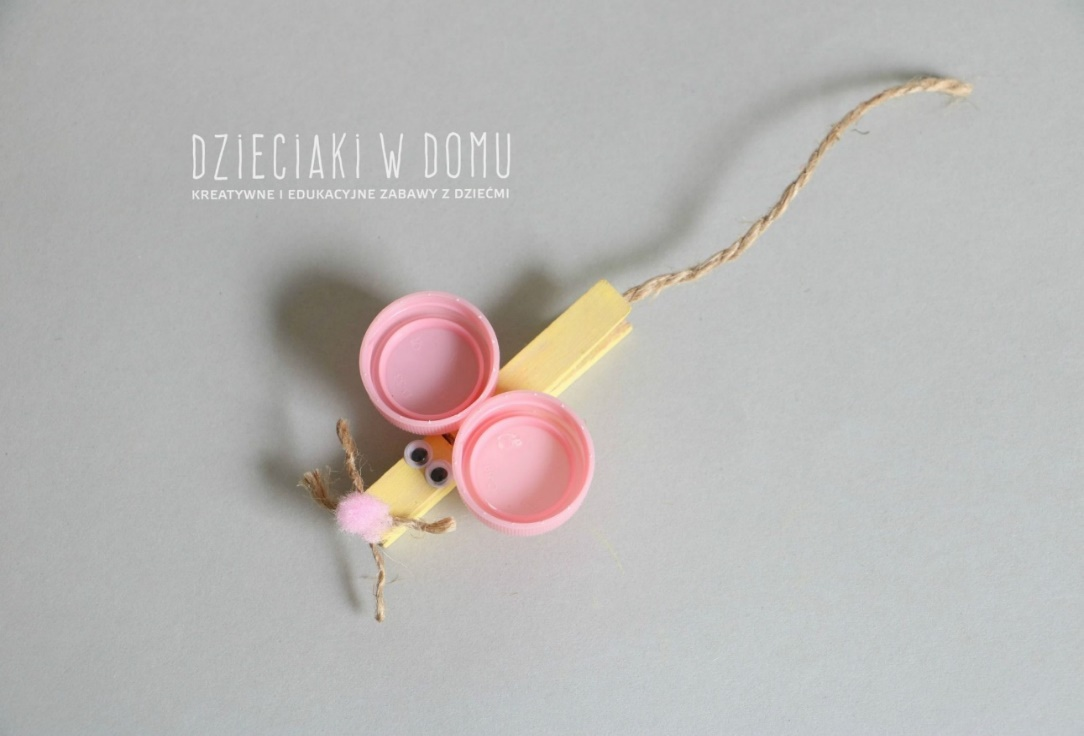 DZIECIAKI W DOMU
KREATYWNE I EDUKACYJNE ZABAWY Z DZIEĆMI